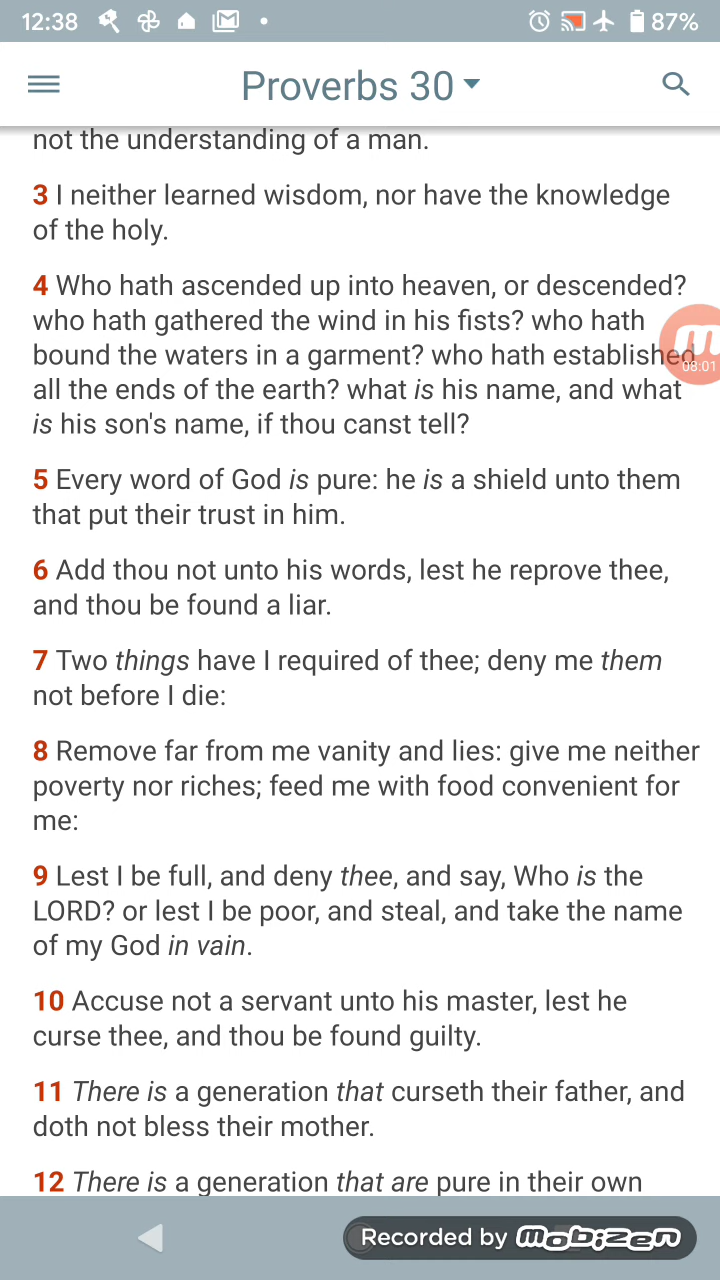 12:38
87%
Proverbs 30
not the understanding of a man.
3 I neither learned wisdom, nor have the knowledge
of the holy.
4 Who hath ascended up into heaven, or descended?
who hath gathered the wind in his fists? who hath
bound the waters in a garment? who hath established
08:01
all the ends of the earth? what is his name, and what
is his son's name, if thou canst tell?
5 Every word of God is pure: he is a shield unto them
that put their trust in him.
6 Add thou not unto his words, lest he reprove thee,
and thou be found a liar.
7 Two things have I required of thee; deny me them
not before I die:
8 Remove far from me vanity and lies: give me neither
poverty nor riches; feed me with food convenient for
me:
9 Lest I be full, and deny thee, and say, Who is the
LORD? or lest I be poor, and steal, and take the name
of my God in vain.
10 Accuse not a servant unto his master, lest he
curse thee, and thou be found guilty.
11 There is a generation that curseth their father, and
doth not bless their mother.
12 There is a generation that are pure in their own
Recorded by mobizen